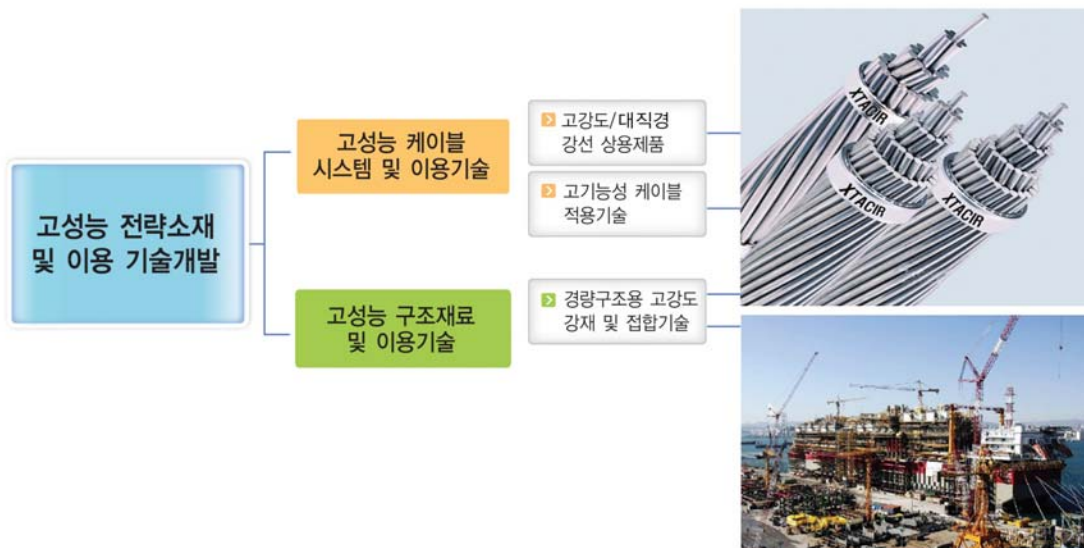 고성능 전략소재
및 이용 기술개발
고성능 케이블
시스템 및 이용기술
고강도/대직경
강선 상용제품
고기능성 케이블
적용기술
고성능 구조재료
및 이용기술
경량구조용 고강도
강재 및 접합기술
XTACIR
XTACIR
XTACIR